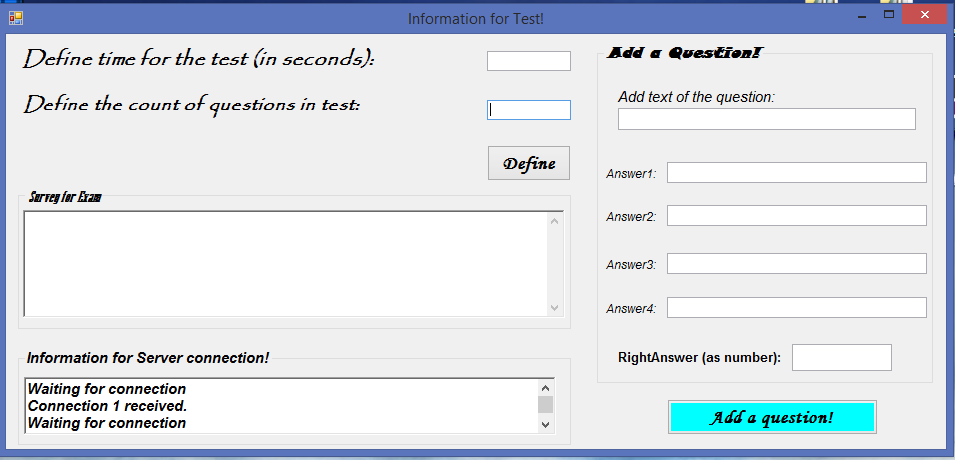 Information for Test!
Define time for the test (in seconds):
Define the count of questions in test:
Define
Survey for Exam
Information for Server connection!
Waiting for connection
Connection 1 received.
Waiting for connection
Add a Question!
Add text of the question:
Answer1:
Answer2:
Answer3:
Answer4:
RightAnswer (as number):
Add a question!